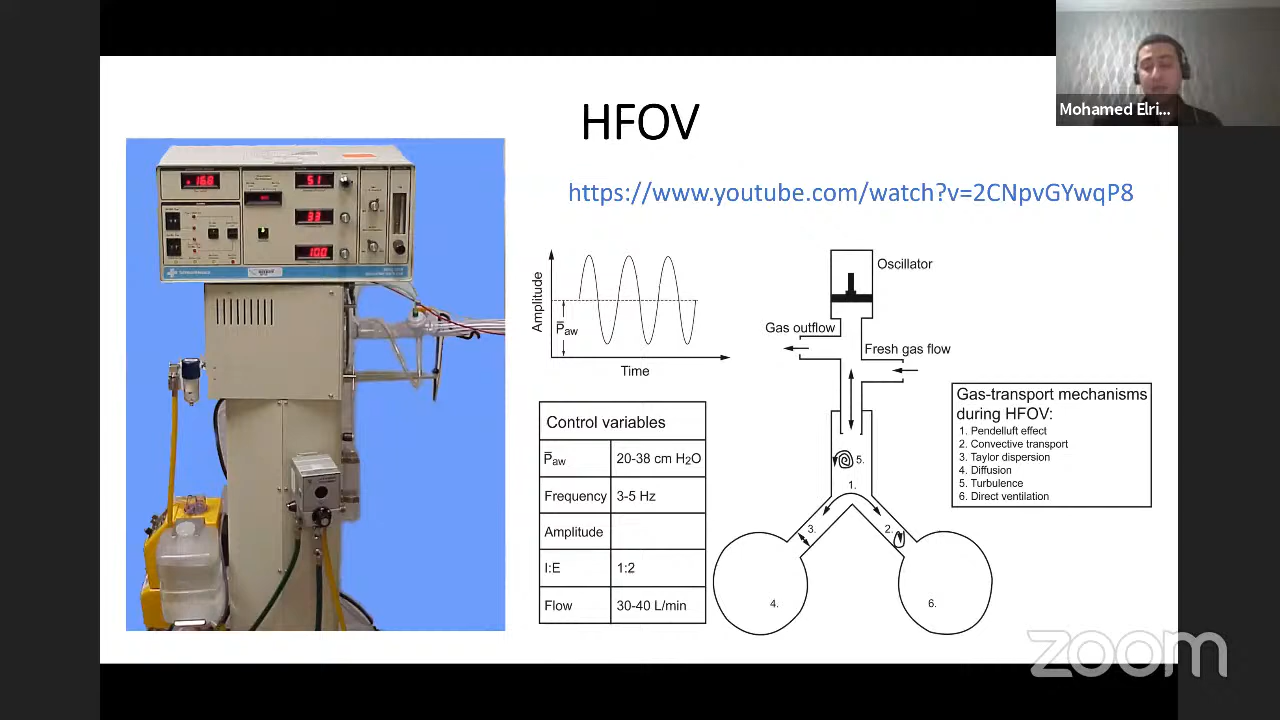 Mohamed Elri...
HFOV
https://www.youtube.com/watch?v=2CNpvGYwqP8
16.8
51
33
100
Amplitude
P̅aw
Time
Oscillator
Gas outflow
Fresh gas flow
Control variables
P̅aw 20-38 cm H₂O
Frequency 3-5 Hz
Amplitude
I:E 1:2
Flow 30-40 L/min
5.
1.
3.
2.
4.
6.
Gas-transport mechanisms
during HFOV:
1. Pendelluft effect
2. Convective transport
3. Taylor dispersion
4. Diffusion
5. Turbulence
6. Direct ventilation
zoom